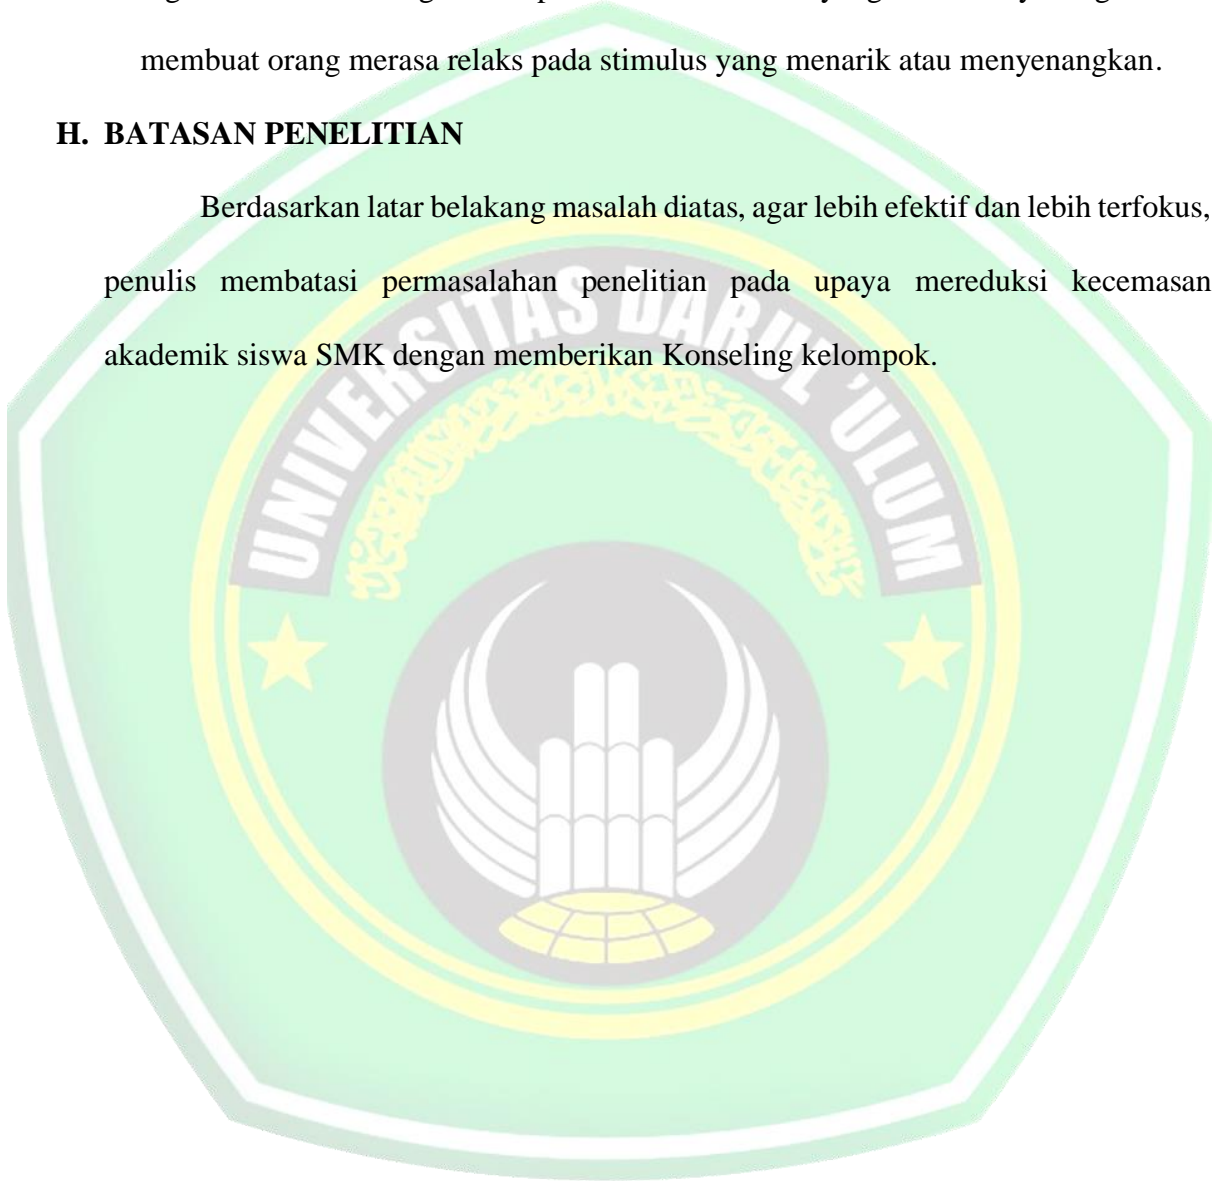 membuat orang merasa relaks pada stimulus yang menarik atau menyenangkan.
H. BATASAN PENELITIAN
Berdasarkan latar belakang masalah diatas, agar lebih efektif dan lebih terfokus,
penulis membatasi permasalahan penelitian pada upaya mereduksi kecemasan
akademik siswa SMK dengan memberikan Konseling kelompok.
UNIVERSITAS DARUL 'ULUM